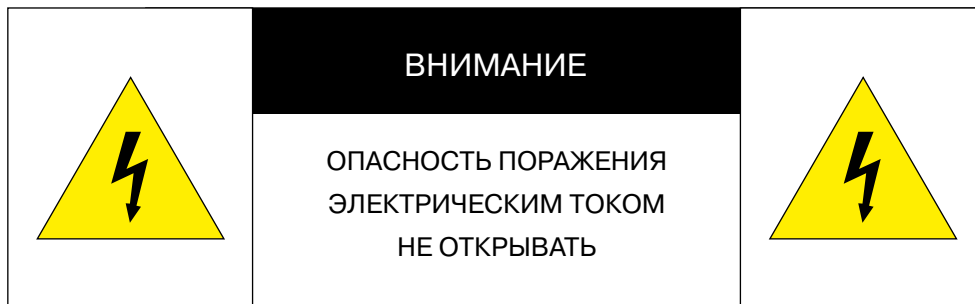 ВНИМАНИЕ
ОПАСНОСТЬ ПОРАЖЕНИЯ
ЭЛЕКТРИЧЕСКИМ ТОКОМ
НЕ ОТКРЫВАТЬ